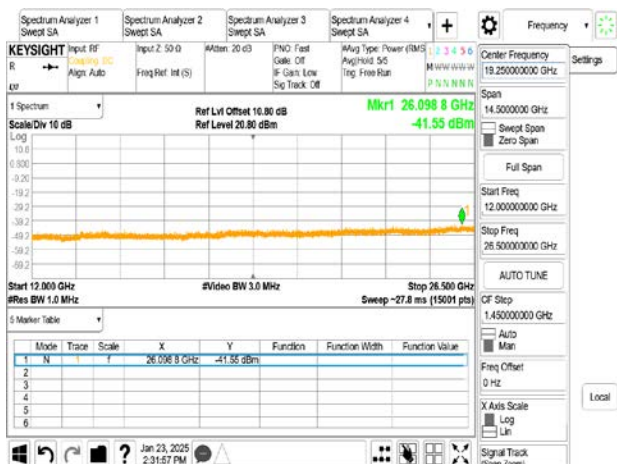 Spectrum Analyzer 1
Swept SA
Spectrum Analyzer 2
Swept SA
Spectrum Analyzer 3
Swept SA
Spectrum Analyzer 4
Swept SA
Frequency
KEYSIGHT
R
Input: RF
Coupling: DC
Align: Auto
Input Z: 50 Ω
Freq Ref: Int (S)
#Atten: 20 dB
PNO: Fast
Gate: Off
IF Gain: Low
Sig Track: Off
#Avg Type: Power (RMS
Avg|Hold: 5/5
Trig: Free Run
1 2 3 4 5 6
M W W W W W
P N N N N N
Center Frequency
19.250000000 GHz
Settings
Span
14.5000000 GHz
Swept Span
Zero Span
Full Span
Start Freq
12.000000000 GHz
Stop Freq
26.500000000 GHz
AUTO TUNE
CF Step
1.450000000 GHz
Auto
Man
Freq Offset
0 Hz
X Axis Scale
Log
Lin
Signal Track
(Span Zoom)
Local
1 Spectrum
Scale/Div 10 dB
Ref Lvl Offset 10.80 dB
Ref Level 20.80 dBm
Mkr1 26.098 8 GHz
-41.55 dBm
Log
10.8
0.800
-9.20
-19.2
-29.2
-39.2
-49.2
-59.2
-69.2
1
Start 12.000 GHz
#Video BW 3.0 MHz
Stop 26.500 GHz
#Res BW 1.0 MHz
Sweep ~27.8 ms (15001 pts)
5 Marker Table
Mode Trace Scale X Y Function Function Width Function Value
1 N 1 f 26.098 8 GHz -41.55 dBm
2
3
4
5
6
Jan 23, 2025
2:31:57 PM